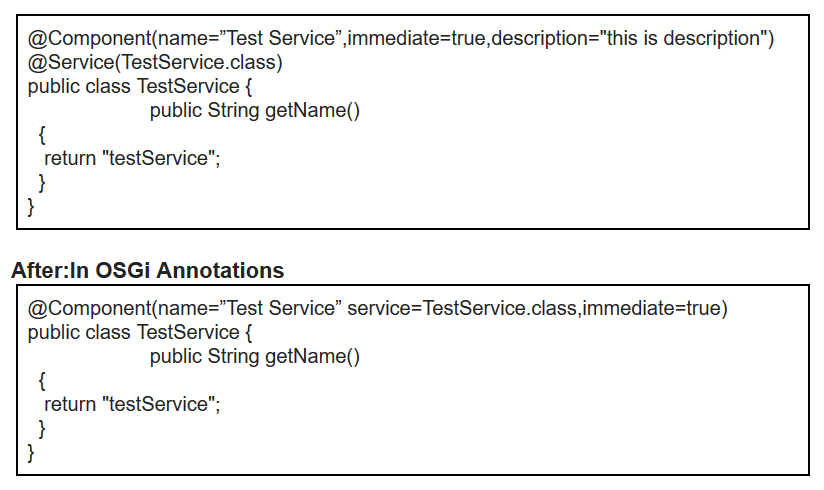 @Component(name=”Test Service”,immediate=true,description="this is description")
@Service(TestService.class)
public class TestService {
public String getName()
{
return "testService";
}
}
After:In OSGi Annotations
@Component(name=”Test Service” service=TestService.class,immediate=true)
public class TestService {
public String getName()
{
return "testService";
}
}